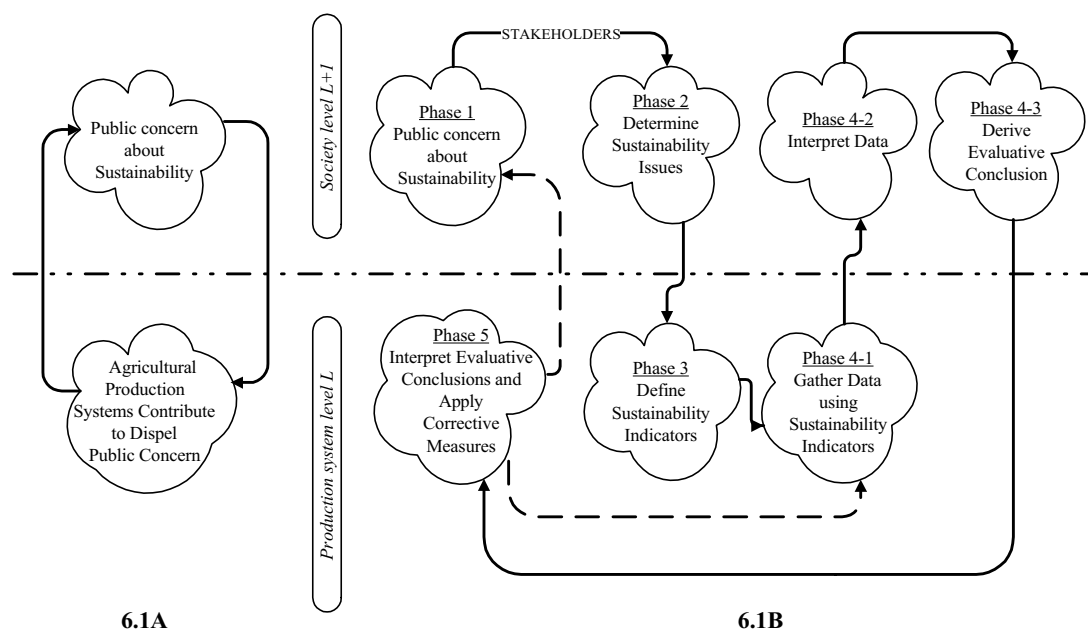 Public concern
about
Sustainability
Agricultural
Production
Systems Contribute
to Dispel
Public Concern
6.1A
Society level L+1
Production system level L
STAKEHOLDERS
Phase 1
Public concern
about
Sustainability
Phase 2
Determine
Sustainability
Issues
Phase 4-2
Interpret Data
Phase 4-3
Derive
Evaluative
Conclusion
Phase 5
Interpret Evaluative
Conclusions and
Apply
Corrective
Measures
Phase 3
Define
Sustainability
Indicators
Phase 4-1
Gather Data
using
Sustainability
Indicators
6.1B